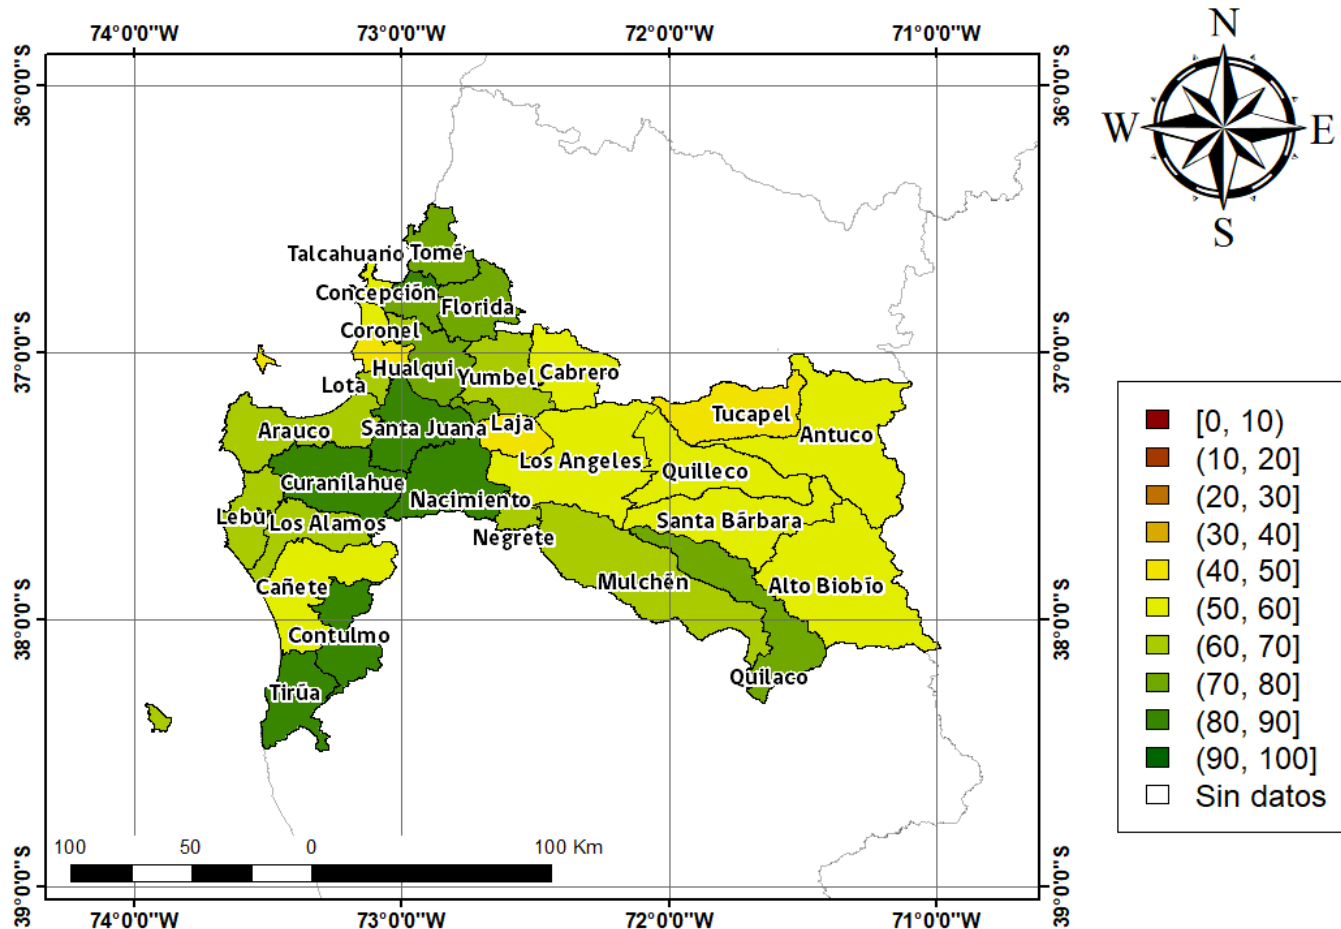 74°0'0"W 73°0'0"W 72°0'0"W 71°0'0"W
N
W E
S
36°0'0"S 36°0'0"S
Talcahuano Tomé
Concepción
Florida
Coronel
37°0'0"S 37°0'0"S
Hualqui Yumbel Cabrero
Lota
Tucapel
Arauco Santa Juana Laja Antuco
Los Angeles Quilleco
Curanilahue Nacimiento
Lebu Los Alamos Santa Bárbara
Negrete
Cañete Mulchén Alto Biobío
38°0'0"S 38°0'0"S
Contulmo
Quilaco
Tirúa
100 50 0 100 Km
39°0'0"S 39°0'0"S
74°0'0"W 73°0'0"W 72°0'0"W 71°0'0"W
[0, 10)
(10, 20]
(20, 30]
(30, 40]
(40, 50]
(50, 60]
(60, 70]
(70, 80]
(80, 90]
(90, 100]
Sin datos